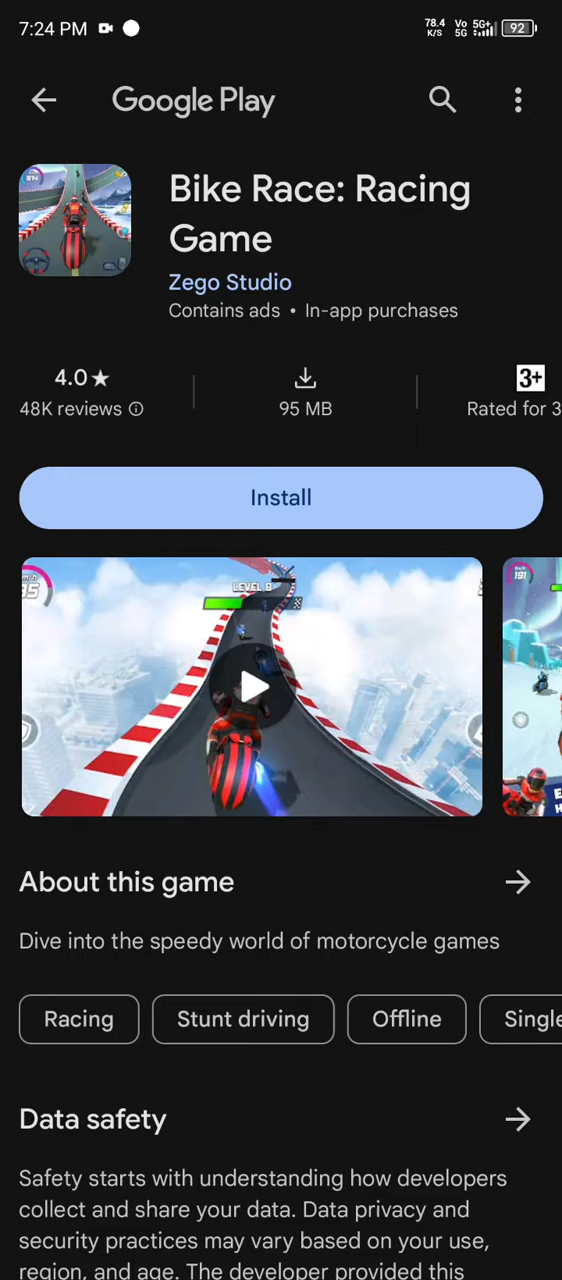 7:24 PM
78.4 K/S Vo 5G 5G+ 92
Google Play
Bike Race: Racing
Game
Zego Studio
Contains ads • In-app purchases
4.0★
3+
48K reviews
95 MB
Rated for 3
Install
LEVEL 8
191
About this game
Dive into the speedy world of motorcycle games
Racing
Stunt driving
Offline
Single
Data safety
Safety starts with understanding how developers
collect and share your data. Data privacy and
security practices may vary based on your use,
region, and age. The developer provided this